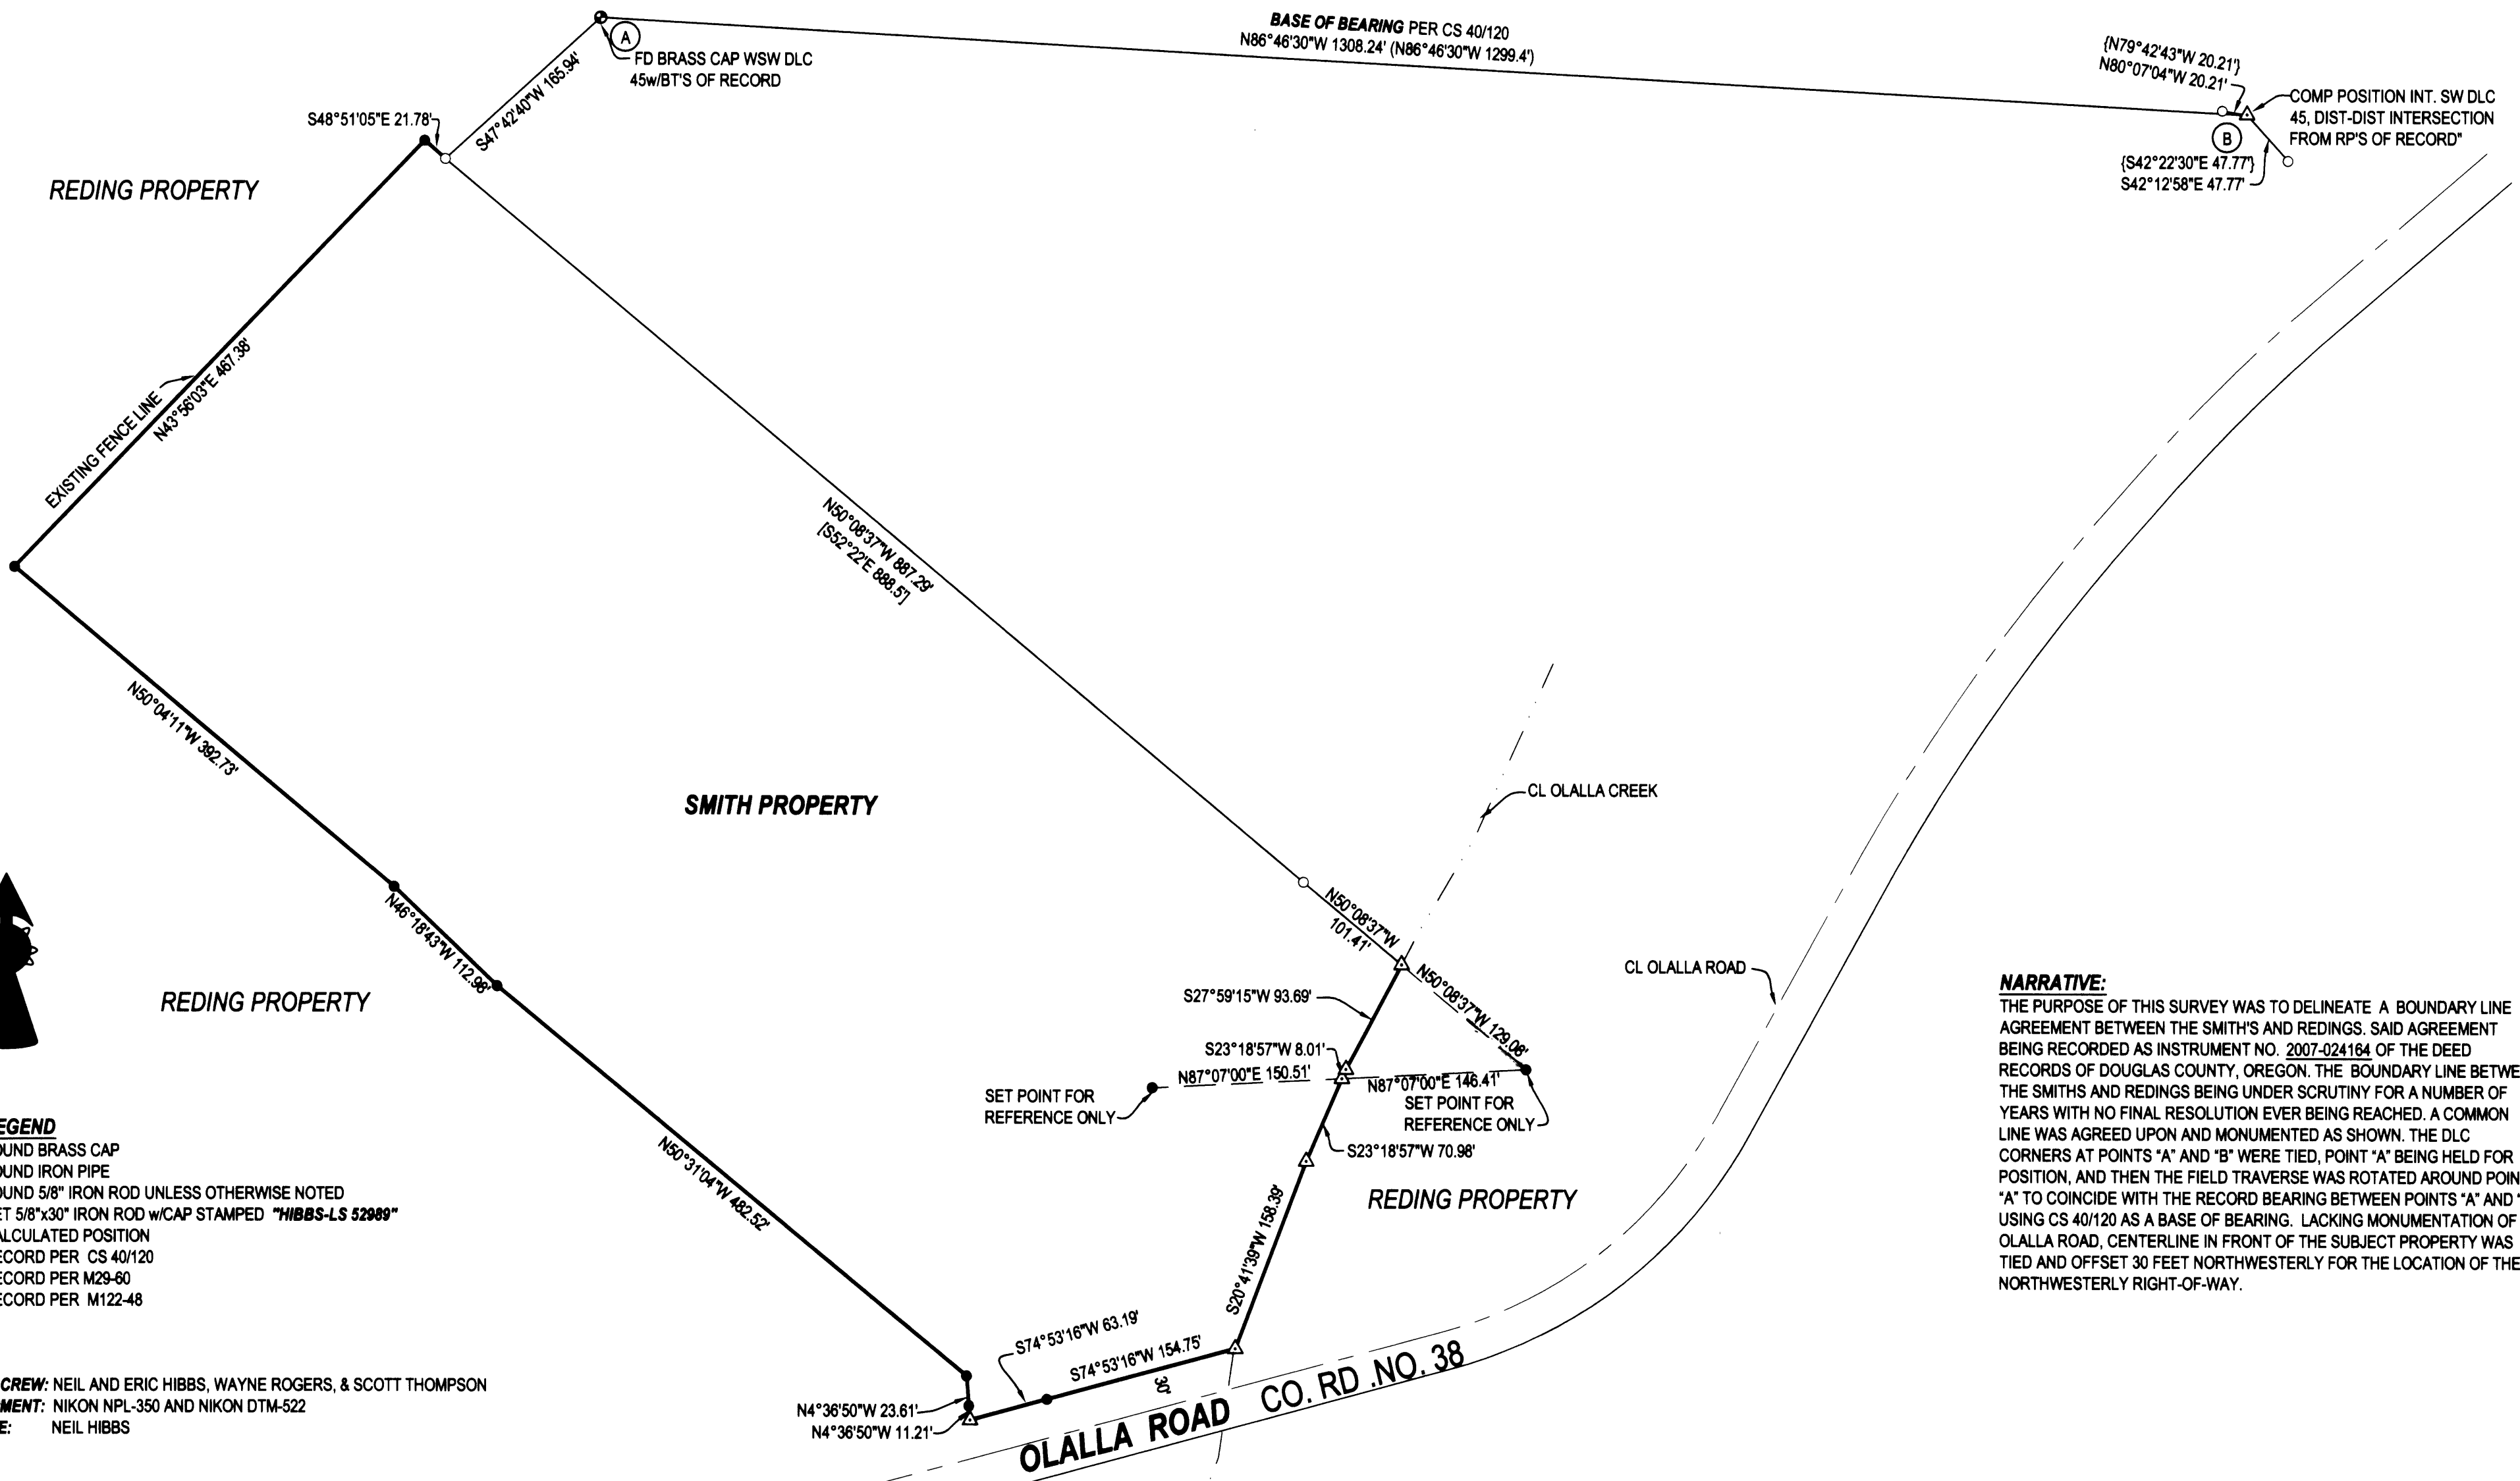 BASE OF BEARING PER CS 40/120
N86°46'30"W 1308.24' (N86°46'30"W 1299.4')
A
FD BRASS CAP WSW DLC
45w/BT'S OF RECORD
{N79°42'43"W 20.21'}
N80°07'04"W 20.21'
COMP POSITION INT. SW DLC
45, DIST-DIST INTERSECTION
FROM RP'S OF RECORD"
B
{S42°22'30"E 47.77'}
S42°12'58"E 47.77'
S47°42'40"W 165.94'
S48°51'05"E 21.78'
REDING PROPERTY
EXISTING FENCE LINE
N43°56'03"E 467.38'
N50°08'37"W 887.29'
[S52°22'E 888.5']
N50°04'11"W 392.73'
SMITH PROPERTY
CL OLALLA CREEK
N46°18'43"W 112.98'
REDING PROPERTY
N50°08'37"W
101.41'
N50°08'37"W 129.08'
S27°59'15"W 93.69'
S23°18'57"W 8.01'
N87°07'00"E 150.51'
N87°07'00"E 146.41'
SET POINT FOR
REFERENCE ONLY
SET POINT FOR
REFERENCE ONLY
S23°18'57"W 70.98'
CL OLALLA ROAD
REDING PROPERTY
N50°31'04"W 482.52'
S20°41'39"W 158.39'
S74°53'16"W 63.19'
S74°53'16"W 154.75'
30'
N4°36'50"W 23.61'
N4°36'50"W 11.21'
OLALLA ROAD CO. RD .NO. 38
EGEND
OUND BRASS CAP
OUND IRON PIPE
OUND 5/8" IRON ROD UNLESS OTHERWISE NOTED
ET 5/8"x30" IRON ROD w/CAP STAMPED "HIBBS-LS 52989"
ALCULATED POSITION
ECORD PER CS 40/120
ECORD PER M29-60
ECORD PER M122-48
CREW: NEIL AND ERIC HIBBS, WAYNE ROGERS, & SCOTT THOMPSON
MENT: NIKON NPL-350 AND NIKON DTM-522
E: NEIL HIBBS
NARRATIVE:
THE PURPOSE OF THIS SURVEY WAS TO DELINEATE A BOUNDARY LINE
AGREEMENT BETWEEN THE SMITH'S AND REDINGS. SAID AGREEMENT
BEING RECORDED AS INSTRUMENT NO. 2007-024164 OF THE DEED
RECORDS OF DOUGLAS COUNTY, OREGON. THE BOUNDARY LINE BETWE
THE SMITHS AND REDINGS BEING UNDER SCRUTINY FOR A NUMBER OF
YEARS WITH NO FINAL RESOLUTION EVER BEING REACHED. A COMMON
LINE WAS AGREED UPON AND MONUMENTED AS SHOWN. THE DLC
CORNERS AT POINTS "A" AND "B" WERE TIED, POINT "A" BEING HELD FOR
POSITION, AND THEN THE FIELD TRAVERSE WAS ROTATED AROUND POIN
"A" TO COINCIDE WITH THE RECORD BEARING BETWEEN POINTS "A" AND "
USING CS 40/120 AS A BASE OF BEARING. LACKING MONUMENTATION OF
OLALLA ROAD, CENTERLINE IN FRONT OF THE SUBJECT PROPERTY WAS
TIED AND OFFSET 30 FEET NORTHWESTERLY FOR THE LOCATION OF THE
NORTHWESTERLY RIGHT-OF-WAY.